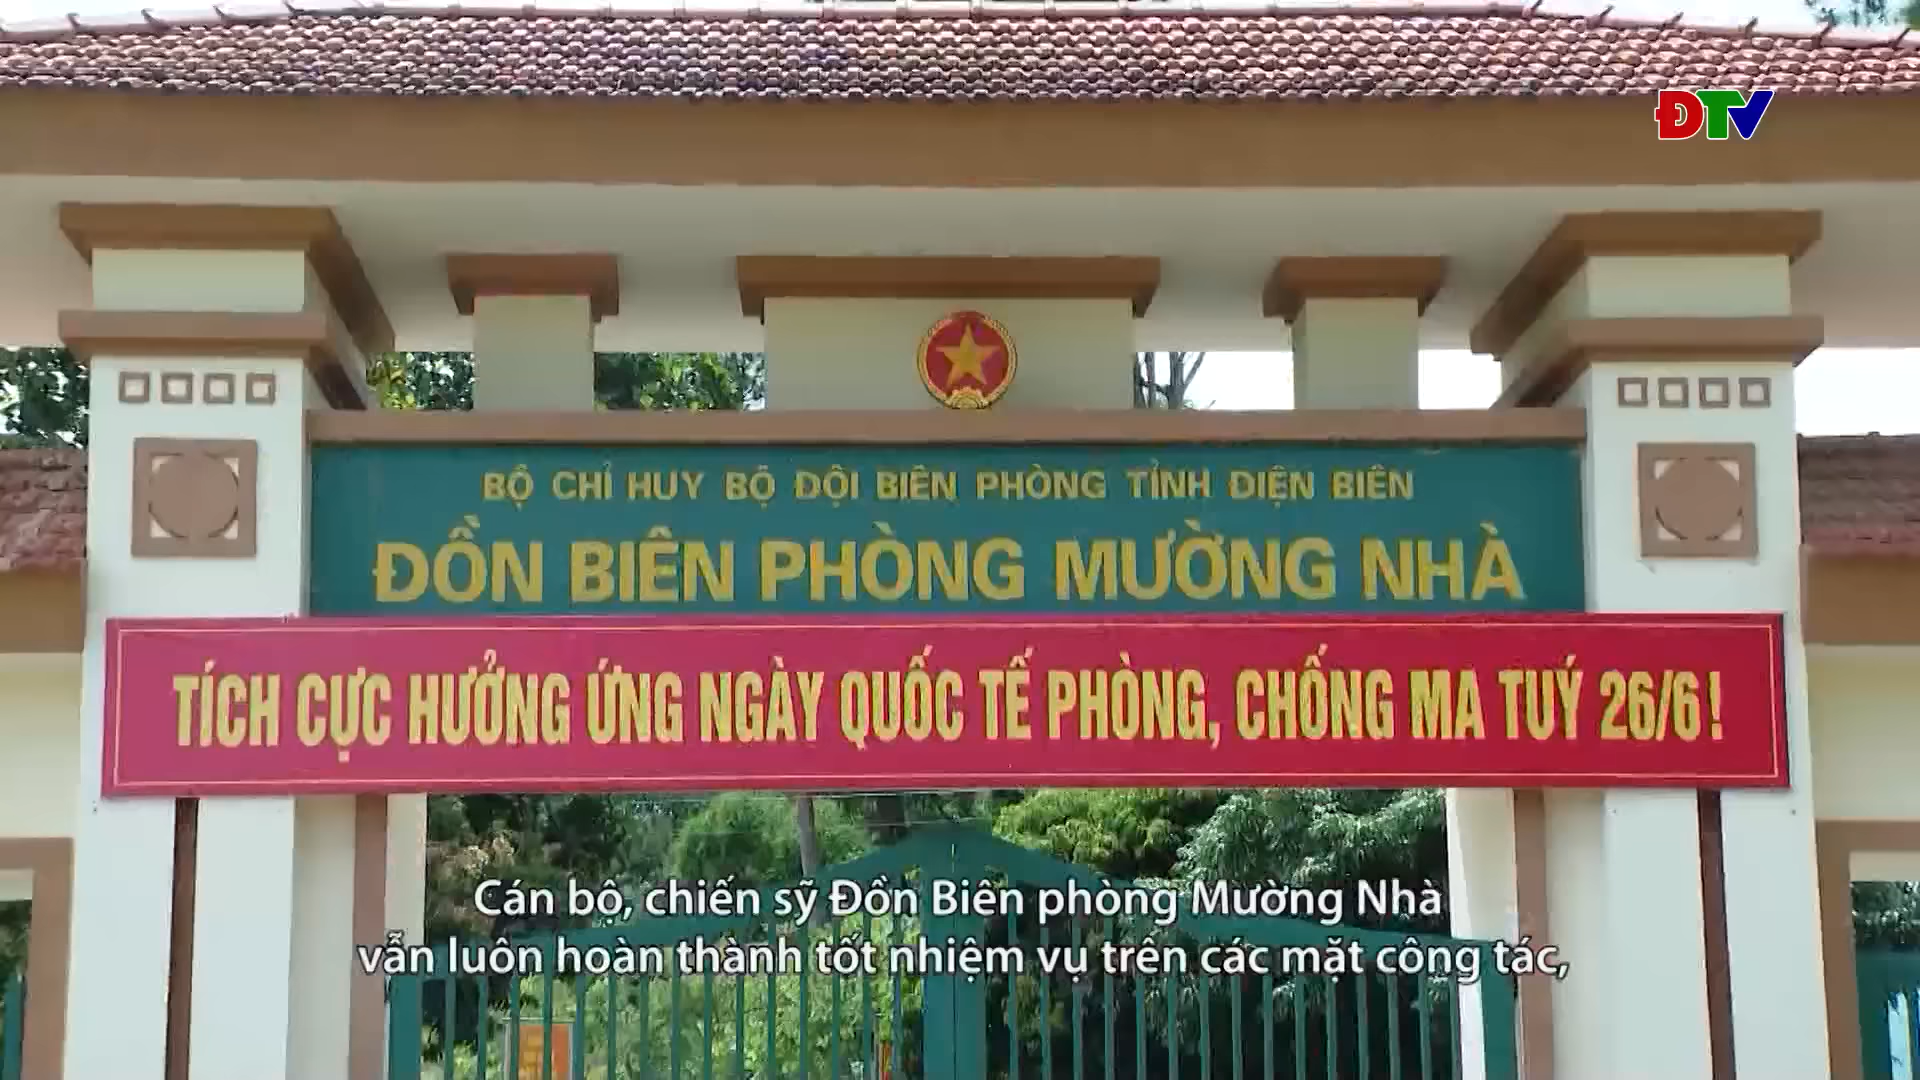 ĐTV
BỘ CHỈ HUY BỘ ĐỘI BIÊN PHÒNG TỈNH ĐIỆN BIÊN
ĐỒN BIÊN PHÒNG MƯỜNG NHÀ
TÍCH CỰC HƯỞNG ỨNG NGÀY QUỐC TẾ PHÒNG, CHỐNG MA TUÝ 26/6!
Cán bộ, chiến sỹ Đồn Biên phòng Mường Nhà
vẫn luôn hoàn thành tốt nhiệm vụ trên các mặt công tác,